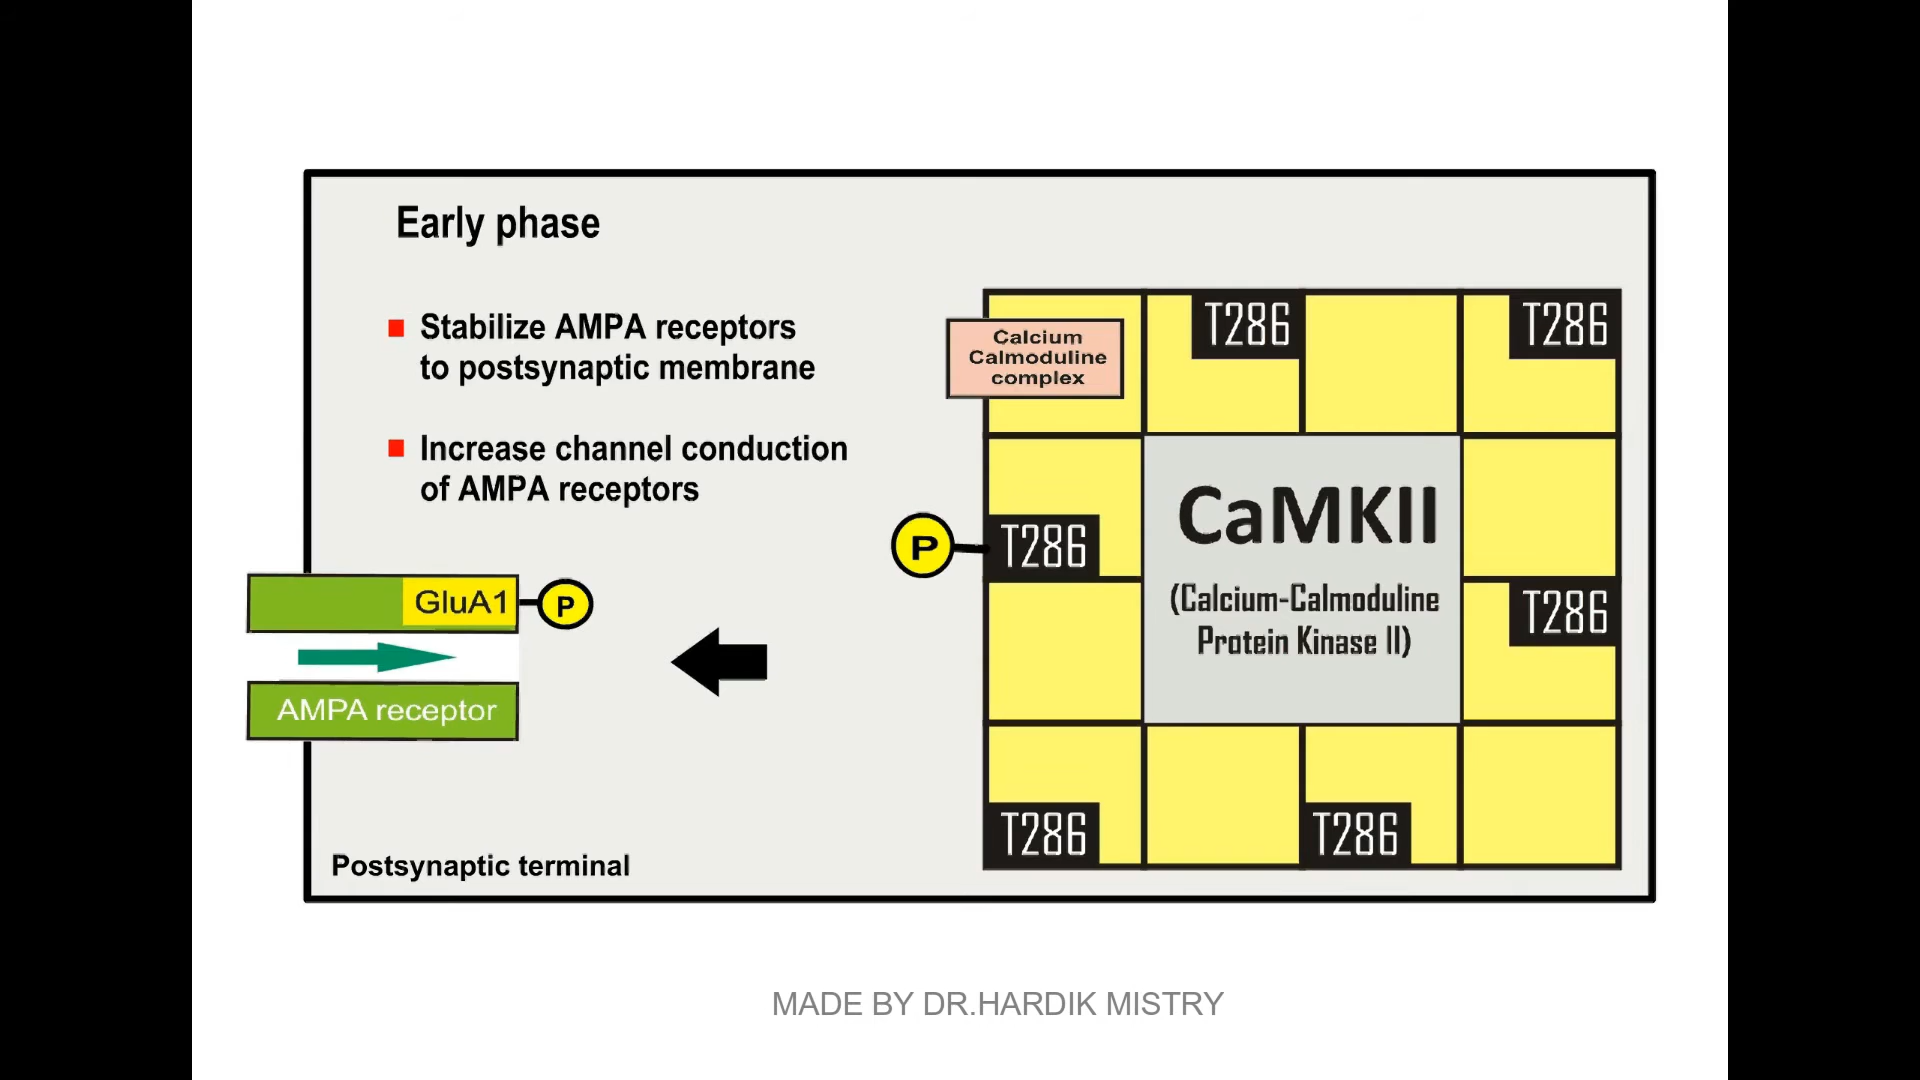 Early phase
Stabilize AMPA receptors
to postsynaptic membrane
Increase channel conduction
of AMPA receptors
GluA1
P
AMPA receptor
Postsynaptic terminal
Calcium
Calmoduline
complex
T286
T286
P
T286
CaMKII
(Calcium-Calmoduline
Protein Kinase II)
T286
T286
T286
MADE BY DR.HARDIK MISTRY